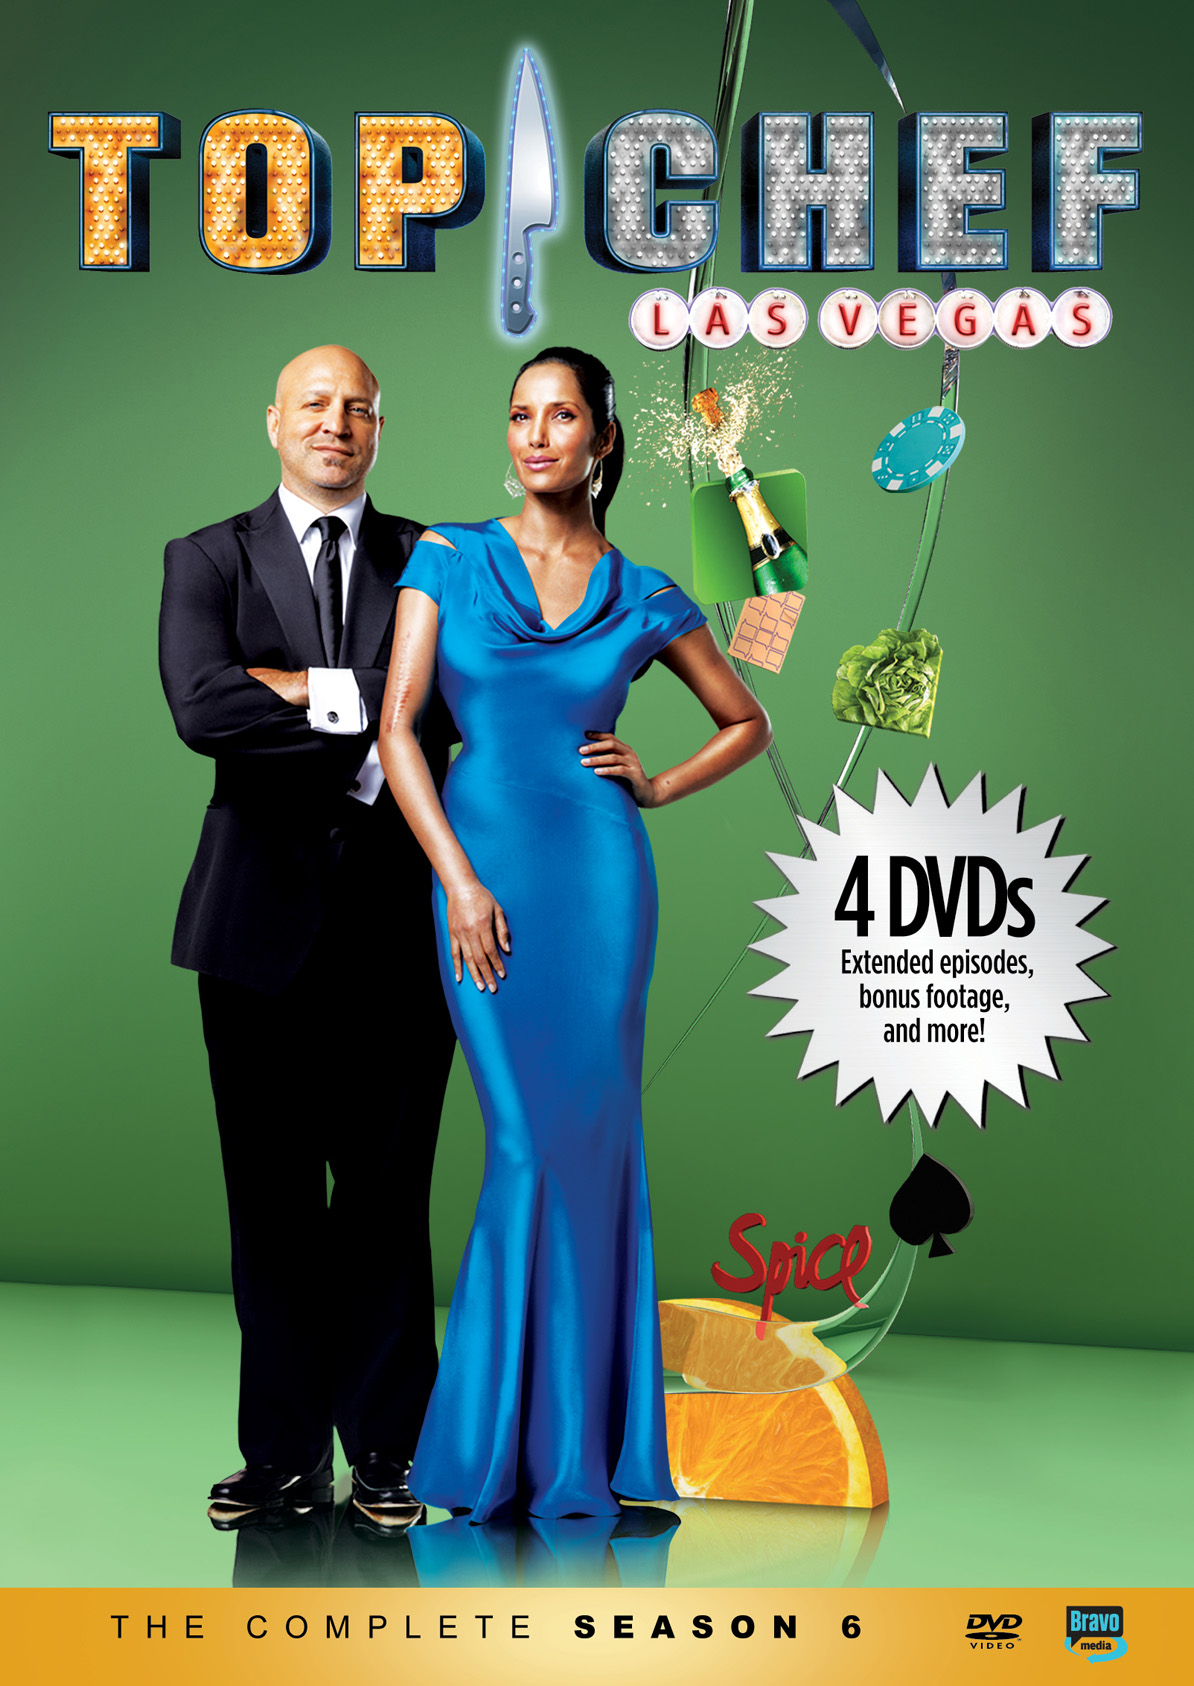 TOP CHEF
LAS VEGAS
4 DVDs
Extended episodes,
bonus footage,
and more!
Spice
THE COMPLETE SEASON 6
DVD
VIDEO
Bravo
media